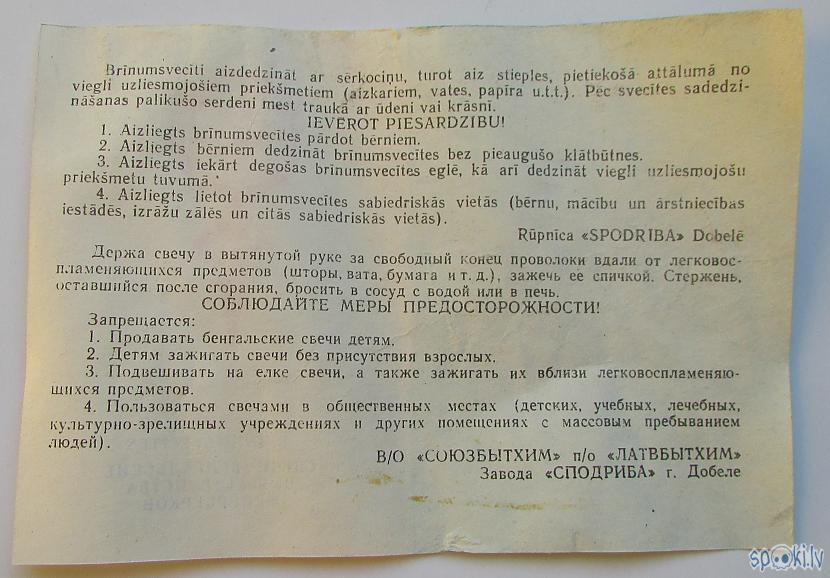 Brīnumsvecīti aizdedzināt ar sērkociņu, turot aiz stieples, pietiekošā attālumā no
viegli uzliesmojošiem priekšmetiem (aizkariem, vates, papīra u.t.t.). Pēc svecītes sadedzi-
nāšanas palikušo serdeni mest traukā ar ūdeni vai krāsnī.
IEVĒROT PIESARDZĪBU!
1. Aizliegts brīnumsvecītes pārdot bērniem.
2. Aizliegts bērniem dedzināt brīnumsvecītes bez pieaugušo klātbūtnes.
3. Aizliegts iekārt degošas brīnumsvecītes eglē, kā arī dedzināt viegli uzliesmojošu
priekšmetu tuvumā.
4. Aizliegts lietot brīnumsvecītes sabiedriskās vietās (bērnu, mācību un ārstniecības
iestādēs, izrāžu zālēs un citās sabiedriskās vietās).
Rūpnīca «SPODRĪBA» Dobelē
Держа свечу в вытянутой руке за свободный конец проволоки вдали от легковос-
пламеняющихся предметов (шторы, вата, бумага и т. д.), зажечь ее спичкой. Стержень,
оставшийся после сгорания, бросить в сосуд с водой или в печь.
СОБЛЮДАЙТЕ МЕРЫ ПРЕДОСТОРОЖНОСТИ!
Запрещается:
1. Продавать бенгальские свечи детям.
2. Детям зажигать свечи без присутствия взрослых.
3. Подвешивать на елке свечи, а также зажигать их вблизи легковоспламеняю-
щихся предметов.
4. Пользоваться свечами в общественных местах (детских, учебных, лечебных,
культурно-зрелищных учреждениях и других помещениях с массовым пребыванием
людей).
В/О «СОЮЗБЫТХИМ» п/о «ЛАТВБЫТХИМ»
Завода «СПОДРИБА» г. Добеле
spoki.lv